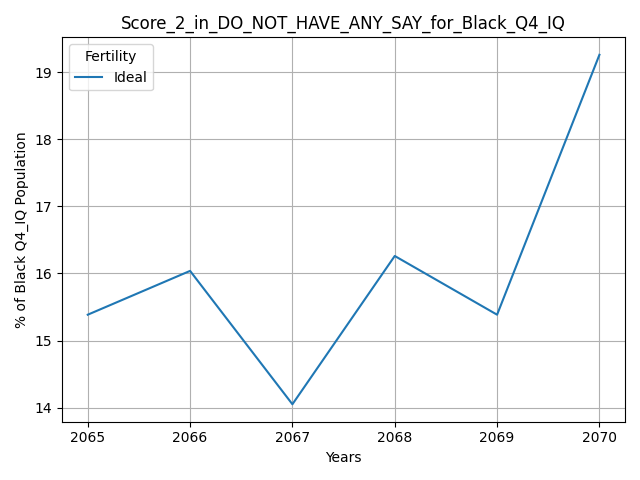 Score_2_in_DO_NOT_HAVE_ANY_SAY_for_Black_Q4_IQ
Fertility
Ideal
% of Black Q4_IQ Population
19
18
17
16
15
14
2065 2066 2067 2068 2069 2070
Years